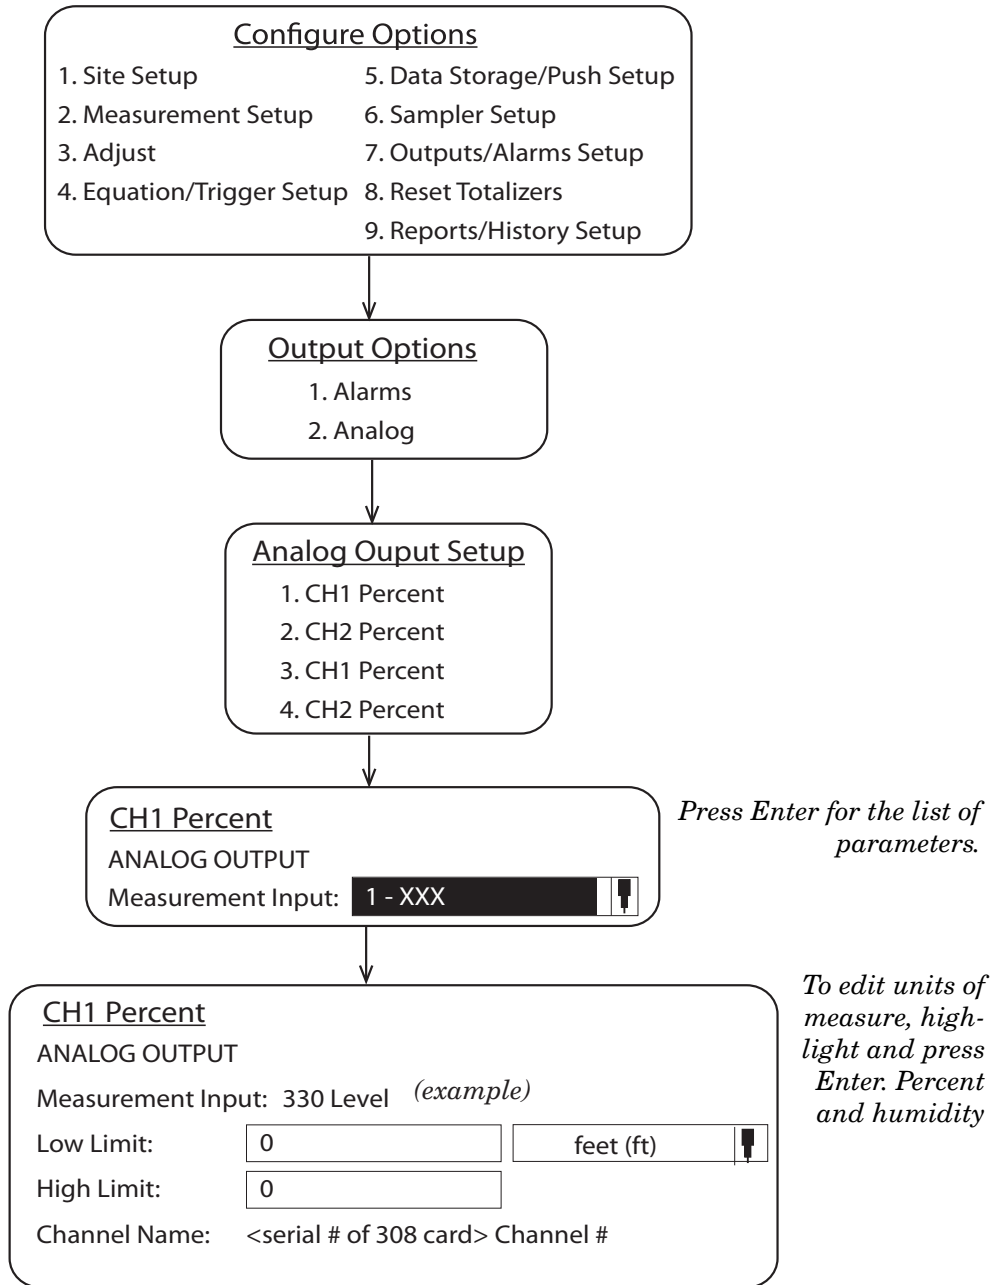 Configure Options
1. Site Setup
2. Measurement Setup
3. Adjust
4. Equation/Trigger Setup
5. Data Storage/Push Setup
6. Sampler Setup
7. Outputs/Alarms Setup
8. Reset Totalizers
9. Reports/History Setup
Output Options
1. Alarms
2. Analog
Analog Ouput Setup
1. CH1 Percent
2. CH2 Percent
3. CH1 Percent
4. CH2 Percent
CH1 Percent
ANALOG OUTPUT
Measurement Input: 1 - XXX
Press Enter for the list of
parameters.
CH1 Percent
ANALOG OUTPUT
Measurement Input: 330 Level (example)
Low Limit: 0 feet (ft)
High Limit: 0
Channel Name: <serial # of 308 card> Channel #
To edit units of
measure, high-
light and press
Enter. Percent
and humidity